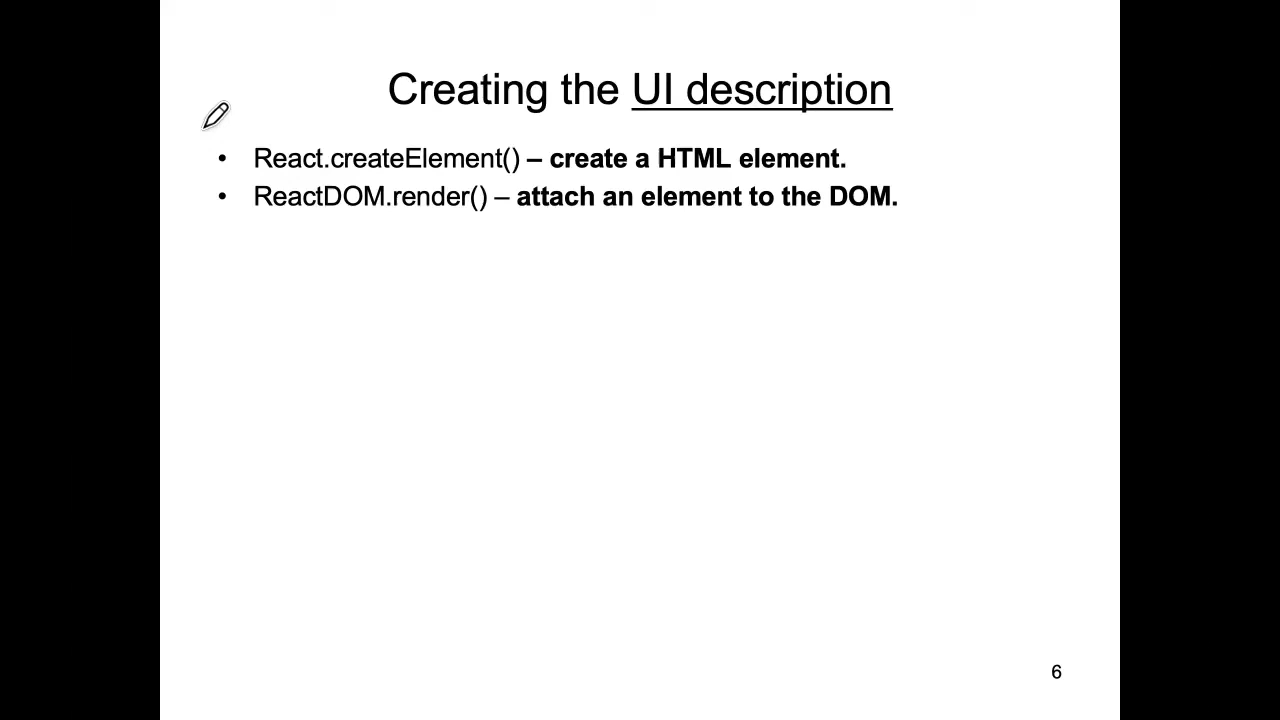 Creating the UI description
• React.createElement() – create a HTML element.
• ReactDOM.render() – attach an element to the DOM.
6